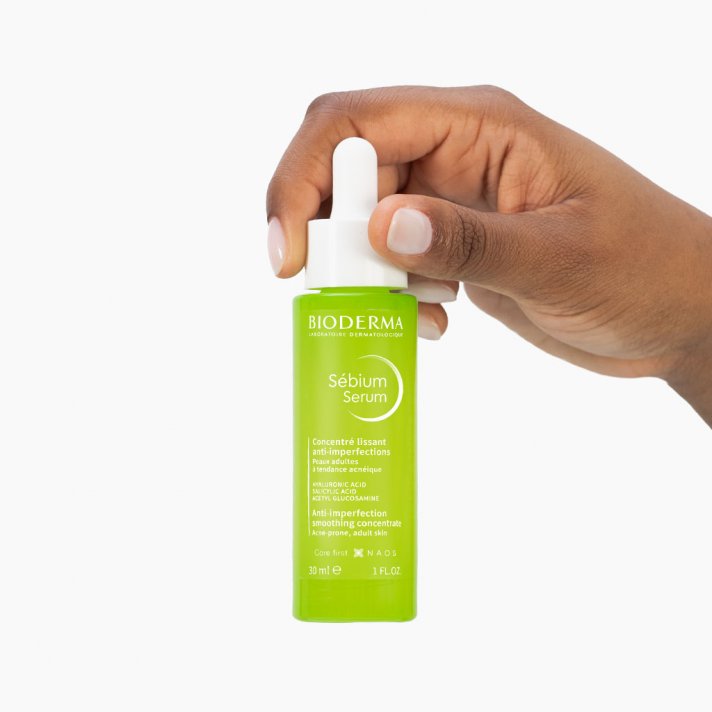 BIODERMA
LABORATOIRE DERMATOLOGIQUE
Sébium
Serum
Concentré lissant
anti-imperfections
Peaux adultes
à tendance acnéique
HYALURONIC ACID
SALICYLIC ACID
ACETYL GLUCOSAMINE
Anti-imperfection
smoothing concentrate
Acne-prone, adult skin
Care first NAOS
30 ml ℮ 1 FL.OZ.